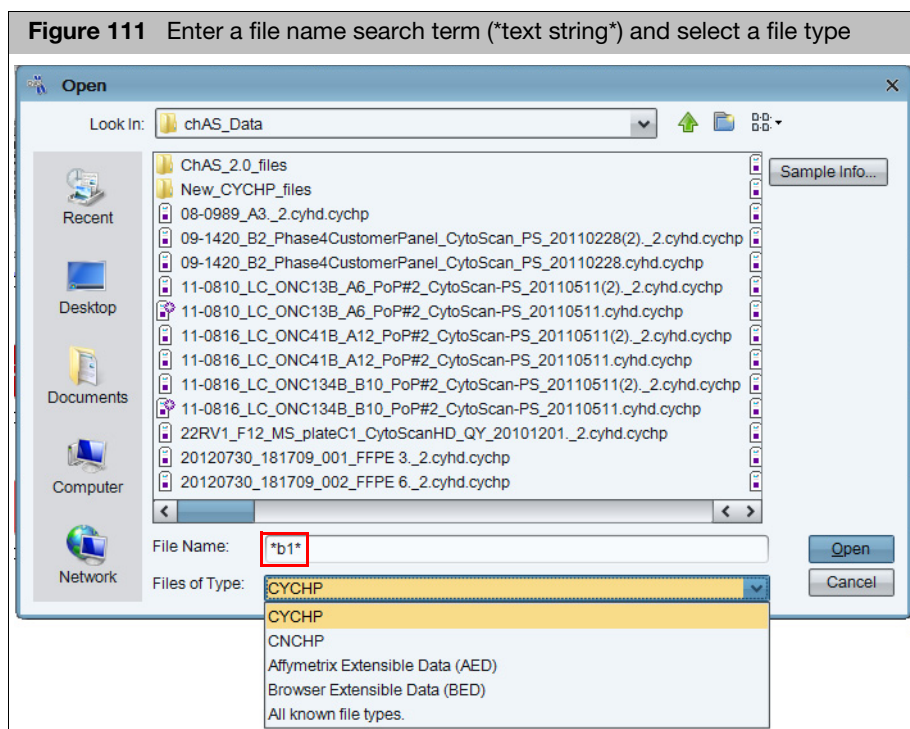 Figure 111 Enter a file name search term (*text string*) and select a file type
Open
Look In: chAS_Data
ChAS_2.0_files
New_CYCHP_files
08-0989_A3._2.cyhd.cychp
09-1420_B2_Phase4CustomerPanel_CytoScan_PS_20110228(2)._2.cyhd.cychp
09-1420_B2_Phase4CustomerPanel_CytoScan_PS_20110228.cyhd.cychp
11-0810_LC_ONC13B_A6_PoP#2_CytoScan-PS_20110511(2)._2.cyhd.cychp
11-0810_LC_ONC13B_A6_PoP#2_CytoScan-PS_20110511.cyhd.cychp
11-0816_LC_ONC41B_A12_PoP#2_CytoScan-PS_20110511(2)._2.cyhd.cychp
11-0816_LC_ONC41B_A12_PoP#2_CytoScan-PS_20110511.cyhd.cychp
11-0816_LC_ONC134B_B10_PoP#2_CytoScan-PS_20110511(2)._2.cyhd.cychp
11-0816_LC_ONC134B_B10_PoP#2_CytoScan-PS_20110511.cyhd.cychp
22RV1_F12_MS_plateC1_CytoScanHD_QY_20101201._2.cyhd.cychp
20120730_181709_001_FFPE 3._2.cyhd.cychp
20120730_181709_002_FFPE 6._2.cyhd.cychp
Sample Info...
Recent
Desktop
Documents
Computer
Network
File Name: *b1*
Open
Files of Type: CYCHP
Cancel
CYCHP
CNCHP
Affymetrix Extensible Data (AED)
Browser Extensible Data (BED)
All known file types.